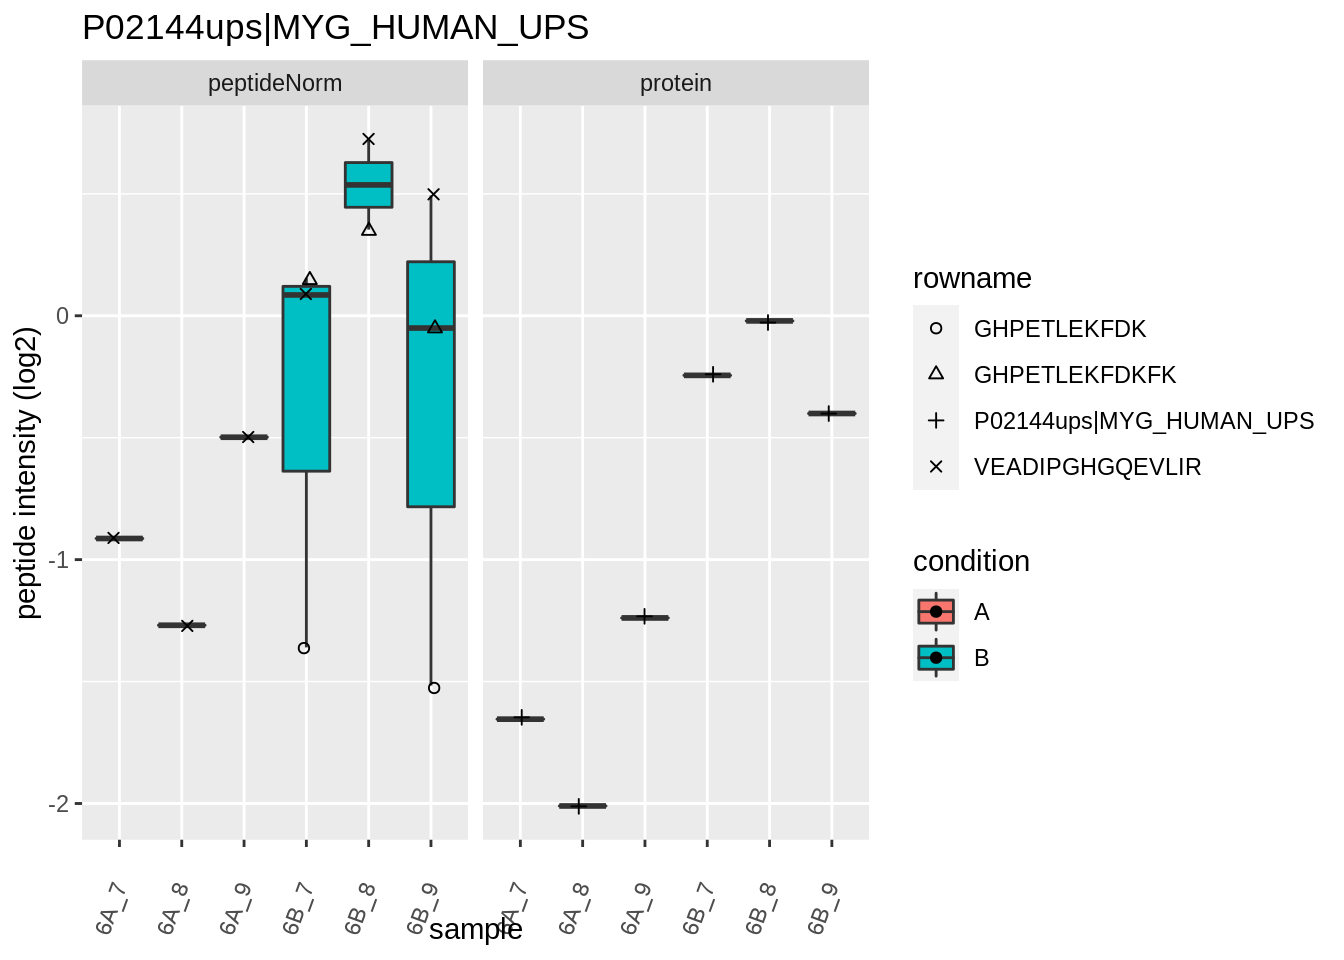 P02144ups|MYG_HUMAN_UPS
peptideNorm
protein
peptide intensity (log2)
0
-1
-2
6A_7
6A_8
6A_9
6B_7
6B_8
6B_9
6A_7
6A_8
6A_9
6B_7
6B_8
6B_9
sample
rowname
GHPETLEKFDK
GHPETLEKFDKFK
P02144ups|MYG_HUMAN_UPS
VEADIPGHGQEVLIR
condition
A
B